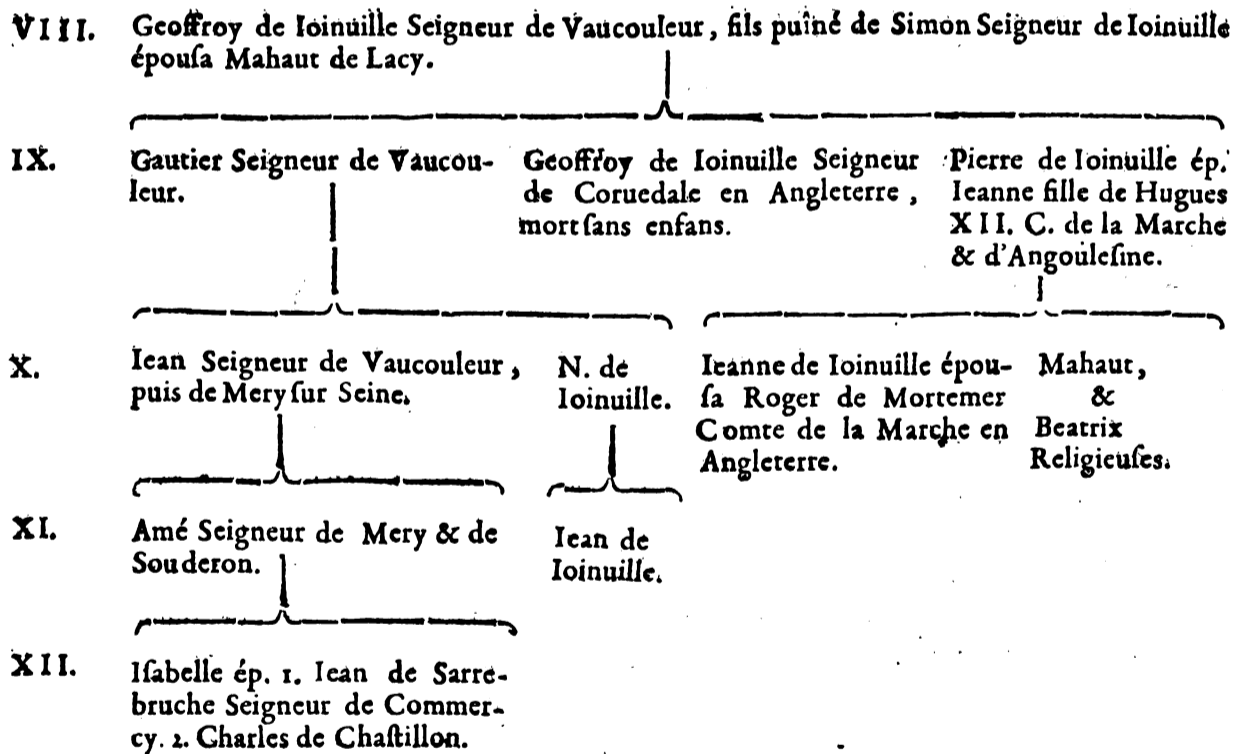 VIII. Geoffroy de Ioinuille Seigneur de Vaucouleur, fils puîné de Simon Seigneur de Ioinuille
épouſa Mahaut de Lacy.
IX. Gautier Seigneur de Vaucou-
leur.
Geoffroy de Ioinuille Seigneur
de Coruedale en Angleterre,
mort ſans enfans.
Pierre de Ioinuille ép.
Ieanne fille de Hugues
XII. C. de la Marche
& d'Angouleſine.
X. Iean Seigneur de Vaucouleur,
puis de Mery ſur Seine.
N. de
Ioinuille.
Ieanne de Ioinuille épou-
ſa Roger de Mortemer
Comte de la Marche en
Angleterre.
Mahaut,
&
Beatrix
Religieuſes.
XI. Amé Seigneur de Mery & de
Souderon.
Iean de
Ioinuille.
XII. Iſabelle ép. 1. Iean de Sarre-
bruche Seigneur de Commer-
cy. 2. Charles de Chaſtillon.